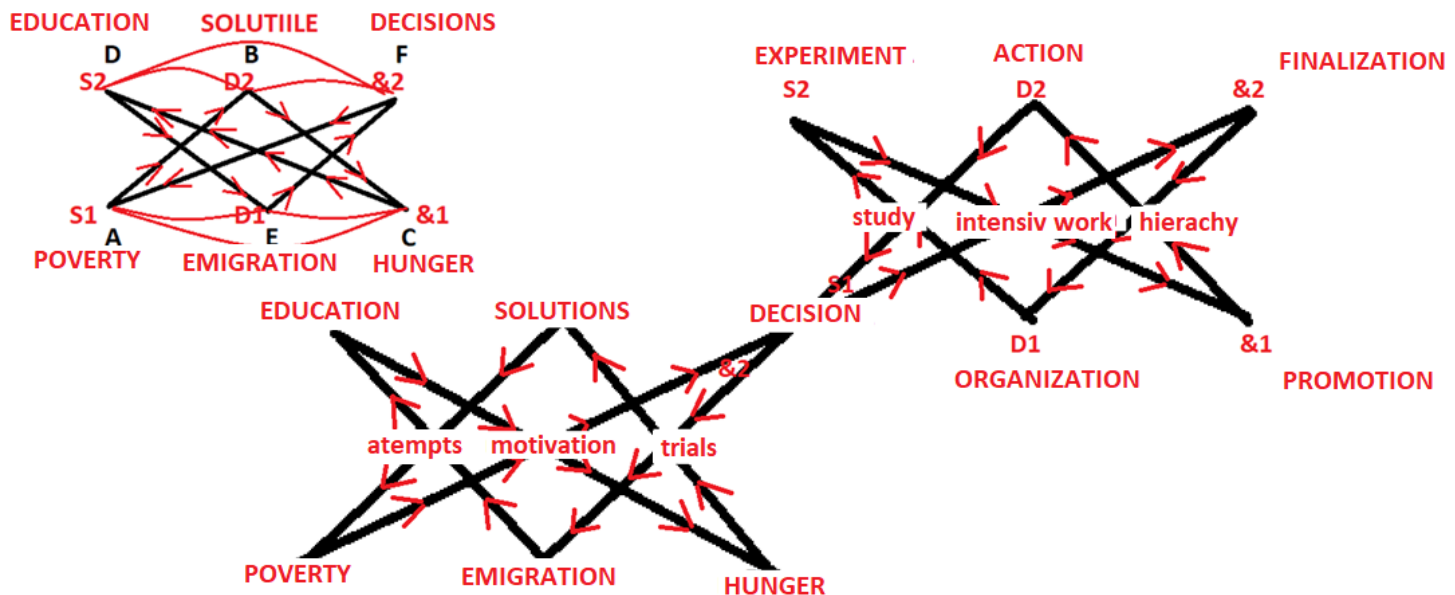 EDUCATION SOLUTIILE DECISIONS
D B F
S2 D2 &2
S1 D1 &1
A E C
POVERTY EMIGRATION HUNGER
EXPERIMENT ACTION FINALIZATION
S2 D2 &2
study intensiv work hierachy
S1
D1 &1
ORGANIZATION PROMOTION
EDUCATION SOLUTIONS DECISION
&2
atempts motivation trials
POVERTY EMIGRATION HUNGER